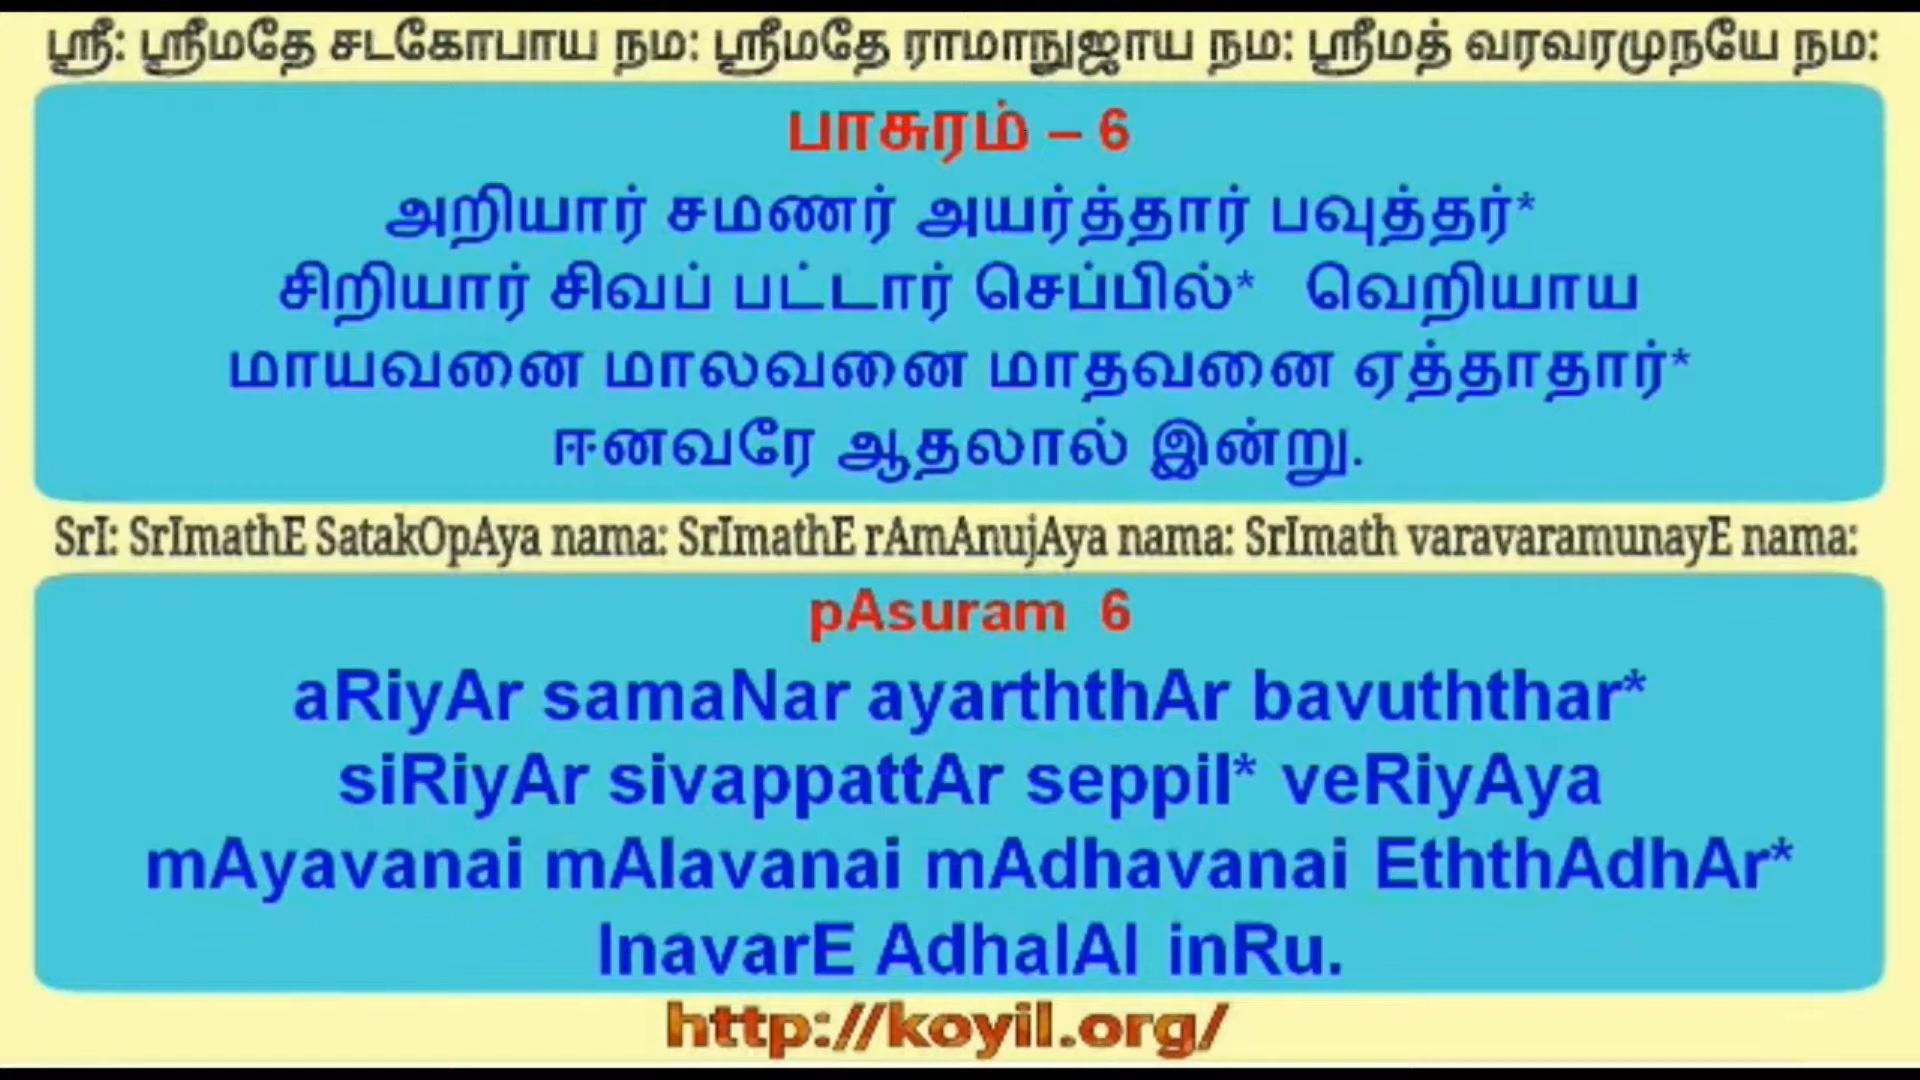 ஸ்ரீ: ஸ்ரீமதே சடகோபாய நம: ஸ்ரீமதே ராமாநுஜாய நம: ஸ்ரீமத் வரவரமுநயே நம:
பாசுரம் – 6
அறியார் சமணர் அயர்த்தார் பவுத்தர்*
சிறியார் சிவப் பட்டார் செப்பில்* வெறியாய
மாயவனை மாலவனை மாதவனை ஏத்தாதார்*
ஈனவரே ஆதலால் இன்று.
SrI: SrImathE SatakOpAya nama: SrImathE rAmAnujAya nama: SrImath varavaramunayE nama:
pAsuram 6
aRiyAr samaNar ayarththAr bavuththar*
siRiyAr sivappattAr seppil* veRiyAya
mAyavanai mAlavanai mAdhavanai EththAdhAr*
InavarE AdhalAl inRu.
http://koyil.org/